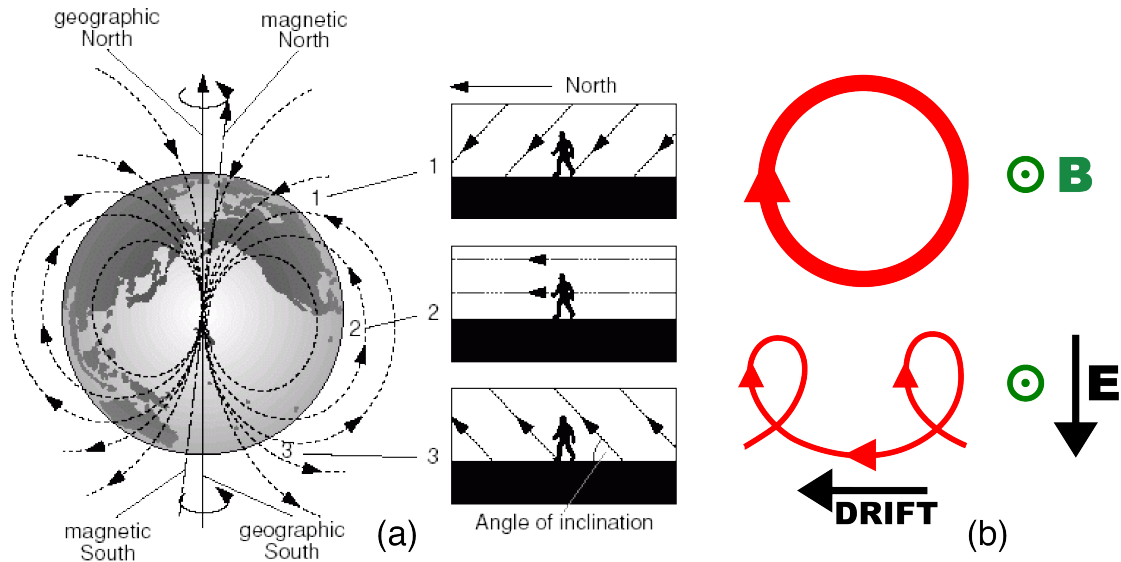 geographic
North
magnetic
North
1
2
3
magnetic
South
geographic
South
(a)
North
1
2
3
Angle of inclination
B
E
DRIFT
(b)